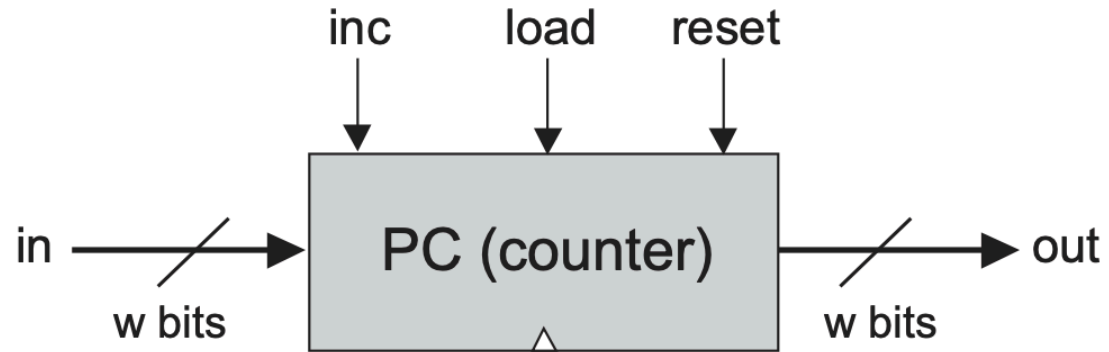 inc load reset
in PC (counter) out
w bits w bits